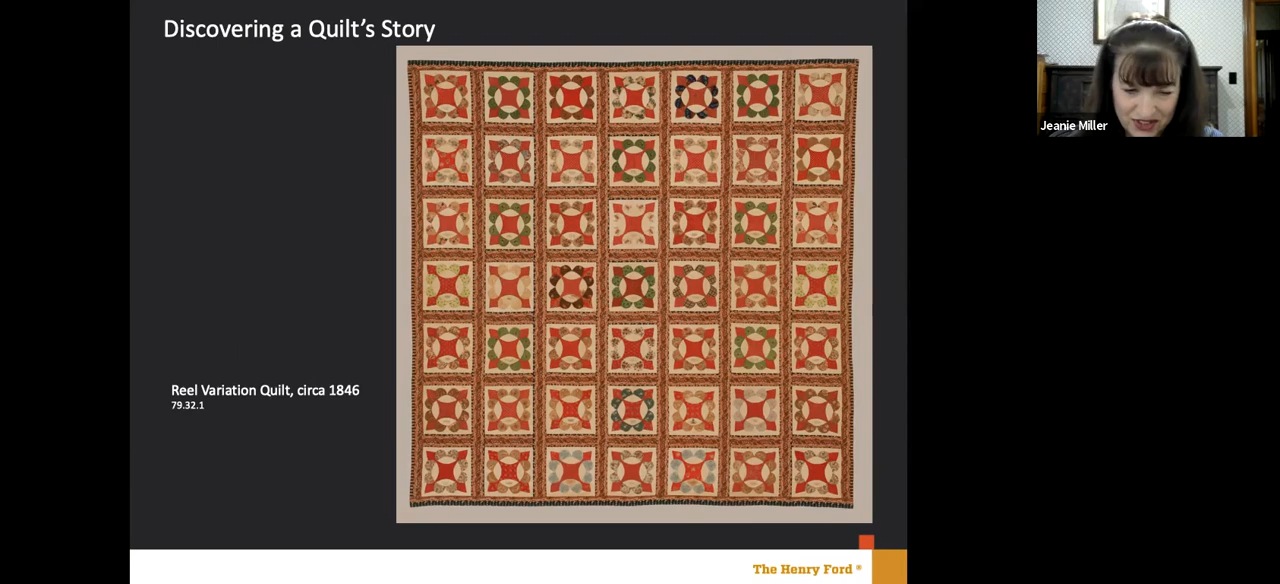 Discovering a Quilt's Story
Jeanie Miller
Reel Variation Quilt, circa 1846
79.32.1
The Henry Ford®